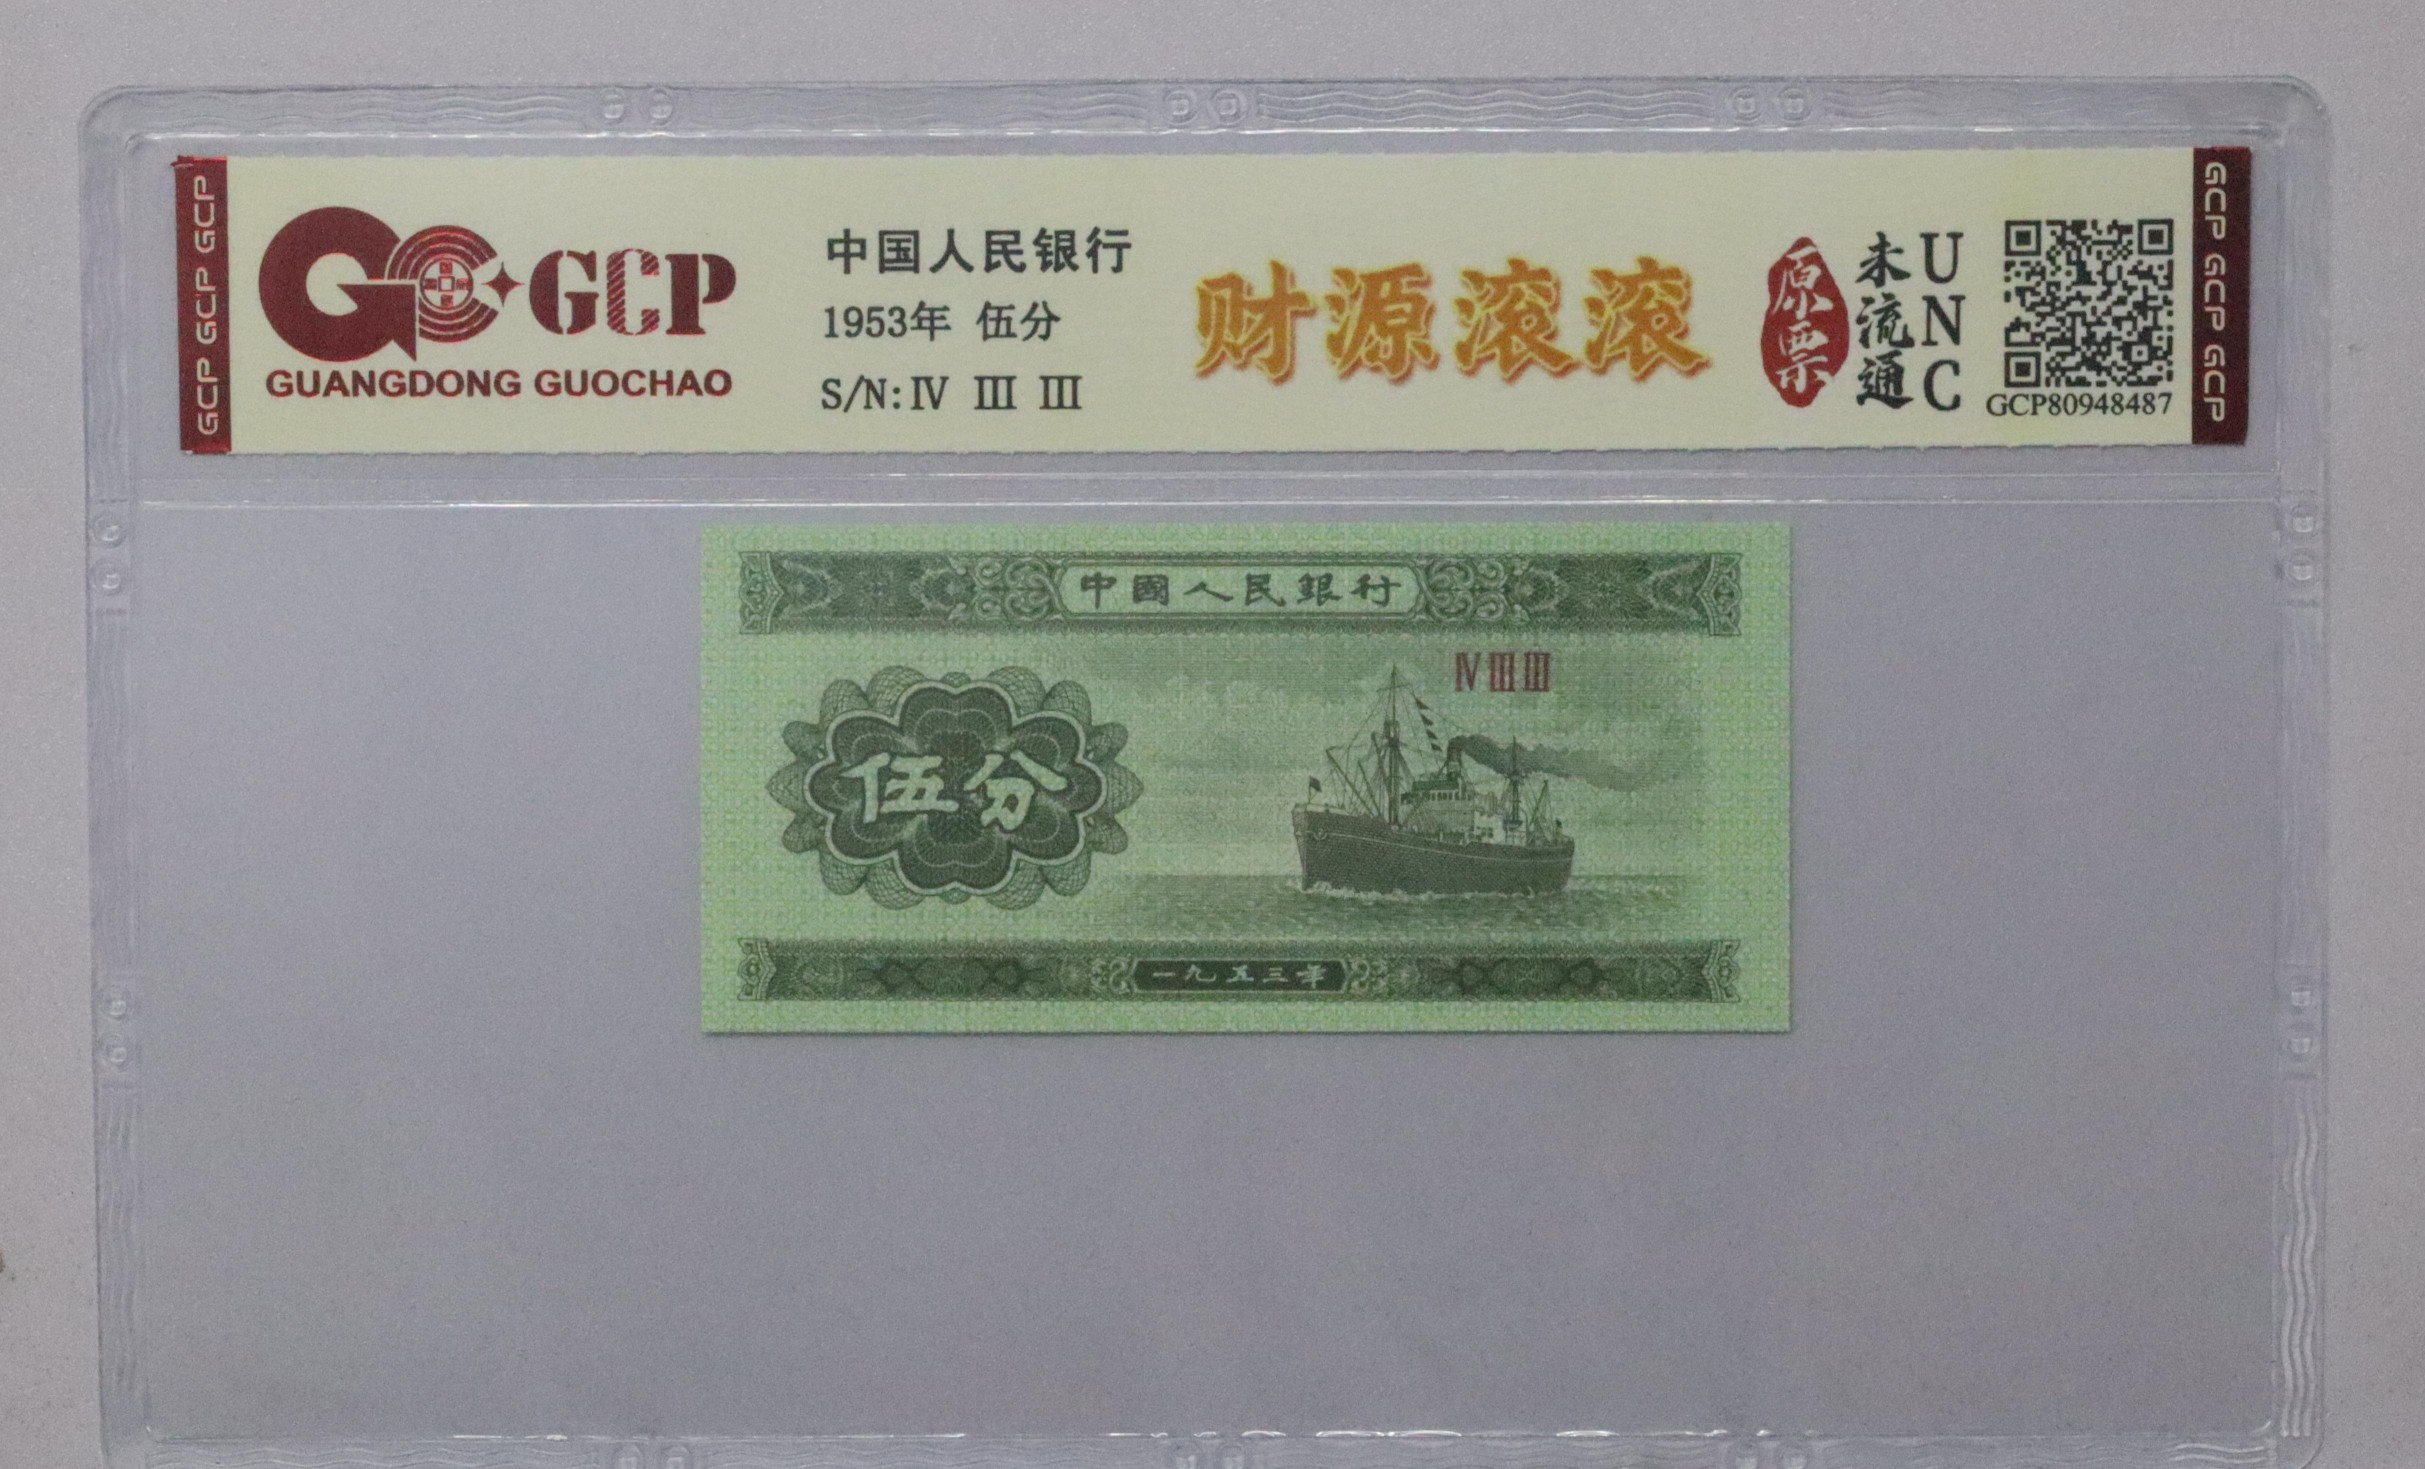 GCP GCP GCP
GCP
GUANGDONG GUOCHAO
中国人民银行
1953年 伍分
S/N: Ⅳ Ⅲ Ⅲ
财源滚滚
原票
未流通
UNC
GCP80948487
GCP GCP GCP
中國人民銀行
Ⅳ Ⅲ Ⅲ
伍分
一九五三年